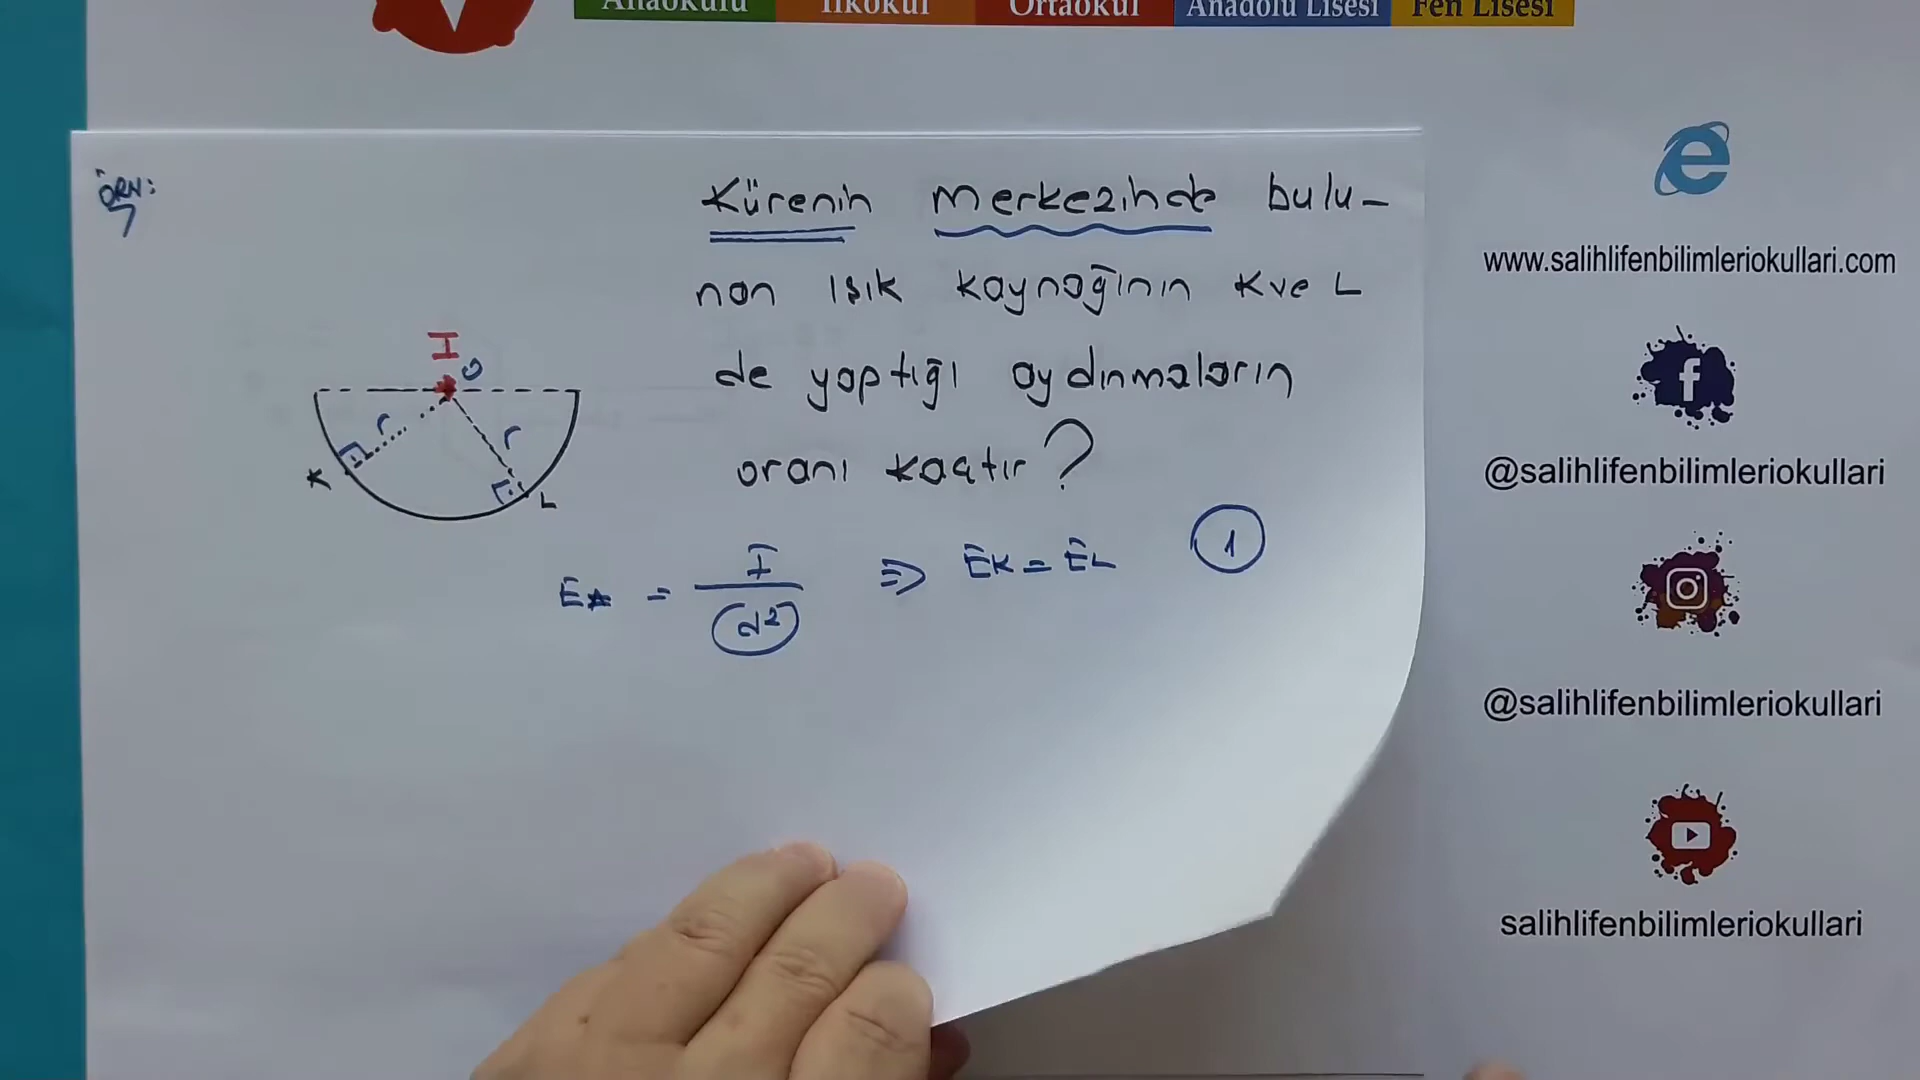 Anaokulu İlkokul Ortaokul Anadolu Lisesi Fen Lisesi
ÖRN:
7
Kürenin merkezinde bulu-
nan ışık kaynağının K ve L
de yaptığı aydınmaların
oranı kaçtır?
I
O
r
r
K
L
E = I / d² ⇒ EK = EL 1
www.salihlifenbilimleriokullari.com
@salihlifenbilimleriokullari
@salihlifenbilimleriokullari
salihlifenbilimleriokullari